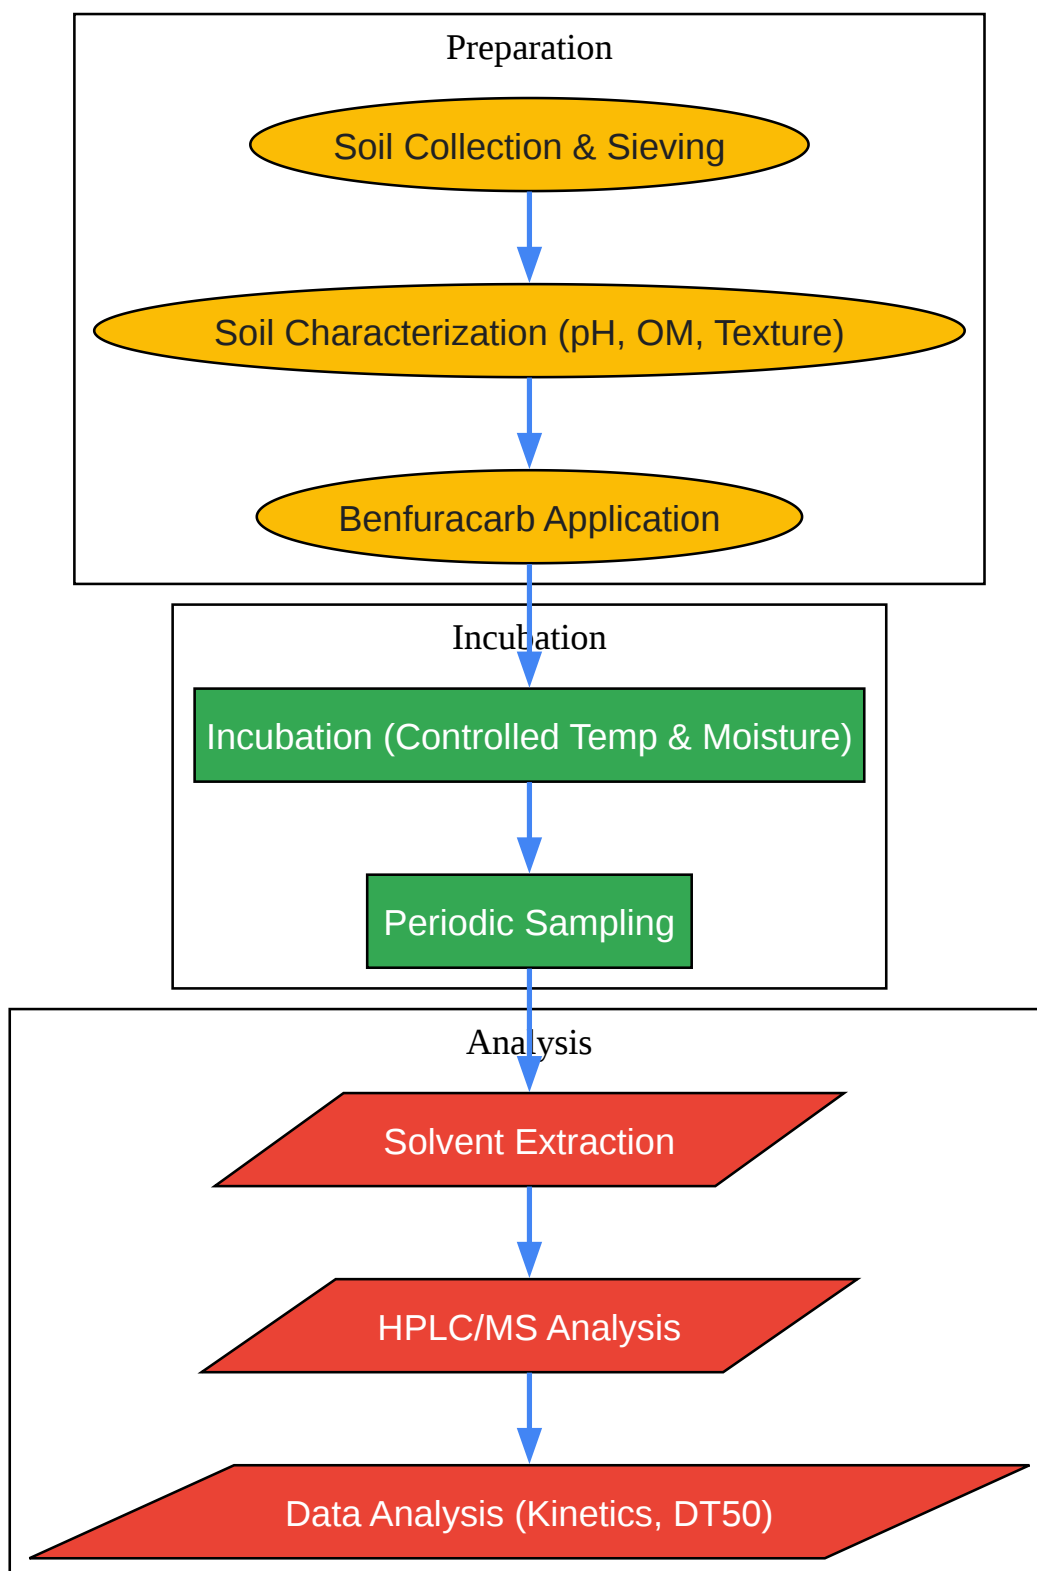 Preparation
Soil Collection & Sieving
Soil Characterization (pH, OM, Texture)
Benfuracarb Application
Incubation
Incubation (Controlled Temp & Moisture)
Periodic Sampling
Analysis
Solvent Extraction
HPLC/MS Analysis
Data Analysis (Kinetics, DT50)